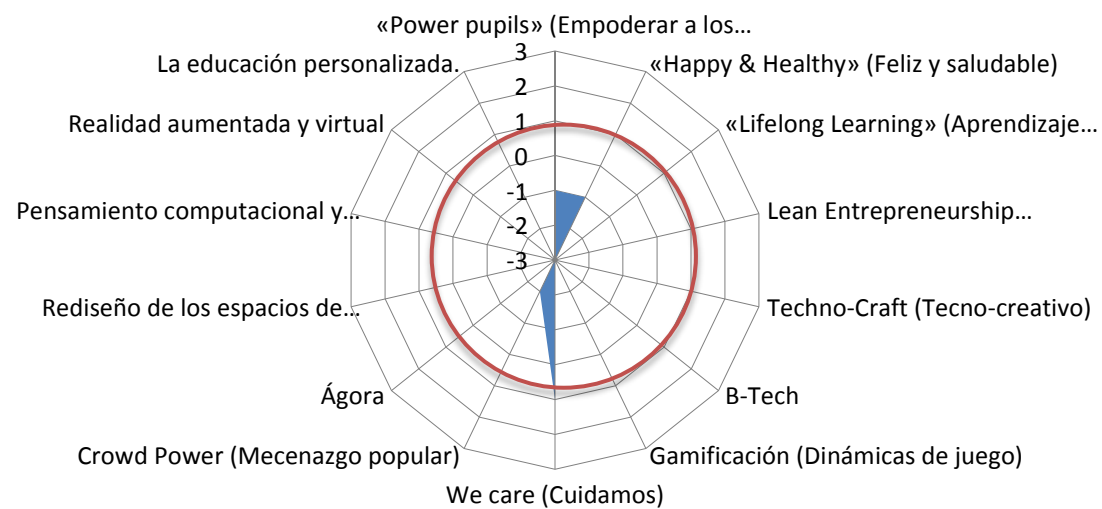 «Power pupils» (Empoderar a los…
«Happy & Healthy» (Feliz y saludable)
«Lifelong Learning» (Aprendizaje…
Lean Entrepreneurship…
Techno-Craft (Tecno-creativo)
B-Tech
Gamificación (Dinámicas de juego)
We care (Cuidamos)
Crowd Power (Mecenazgo popular)
Ágora
Rediseño de los espacios de…
Pensamiento computacional y…
Realidad aumentada y virtual
La educación personalizada.
3
2
1
0
-1
-2
-3